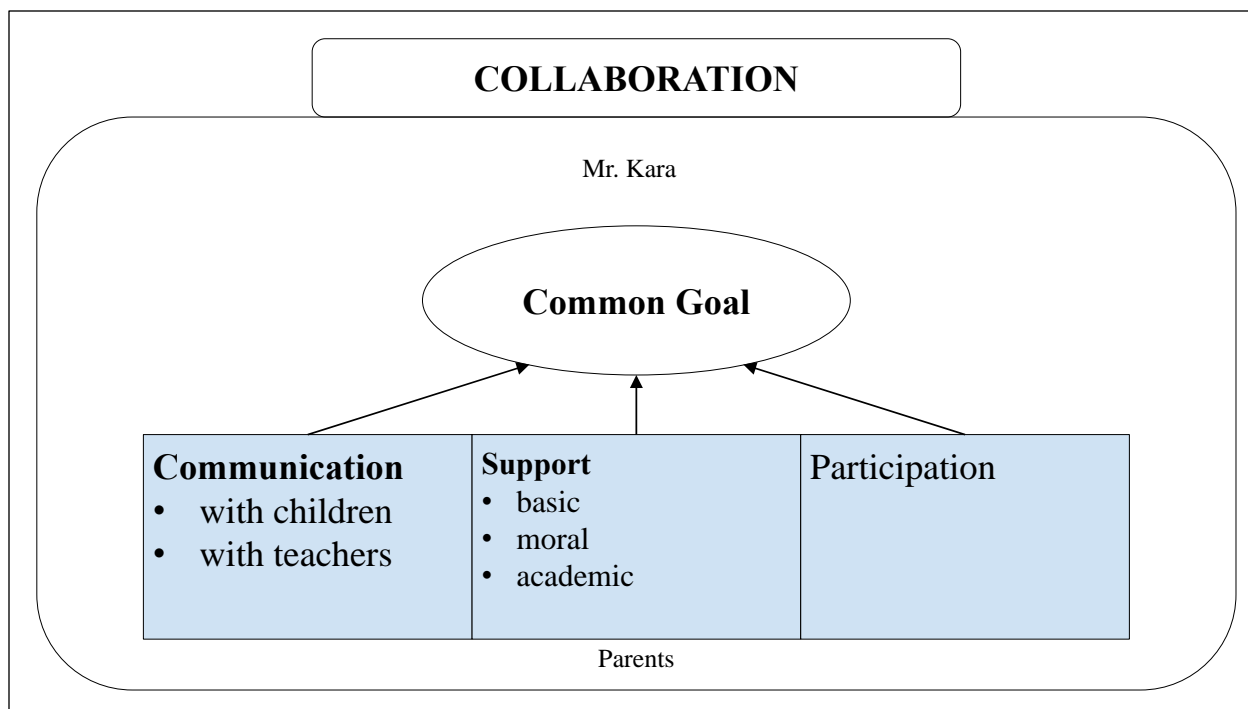 COLLABORATION
Mr. Kara
Common Goal
Communication
• with children
• with teachers
Support
• basic
• moral
• academic
Participation
Parents